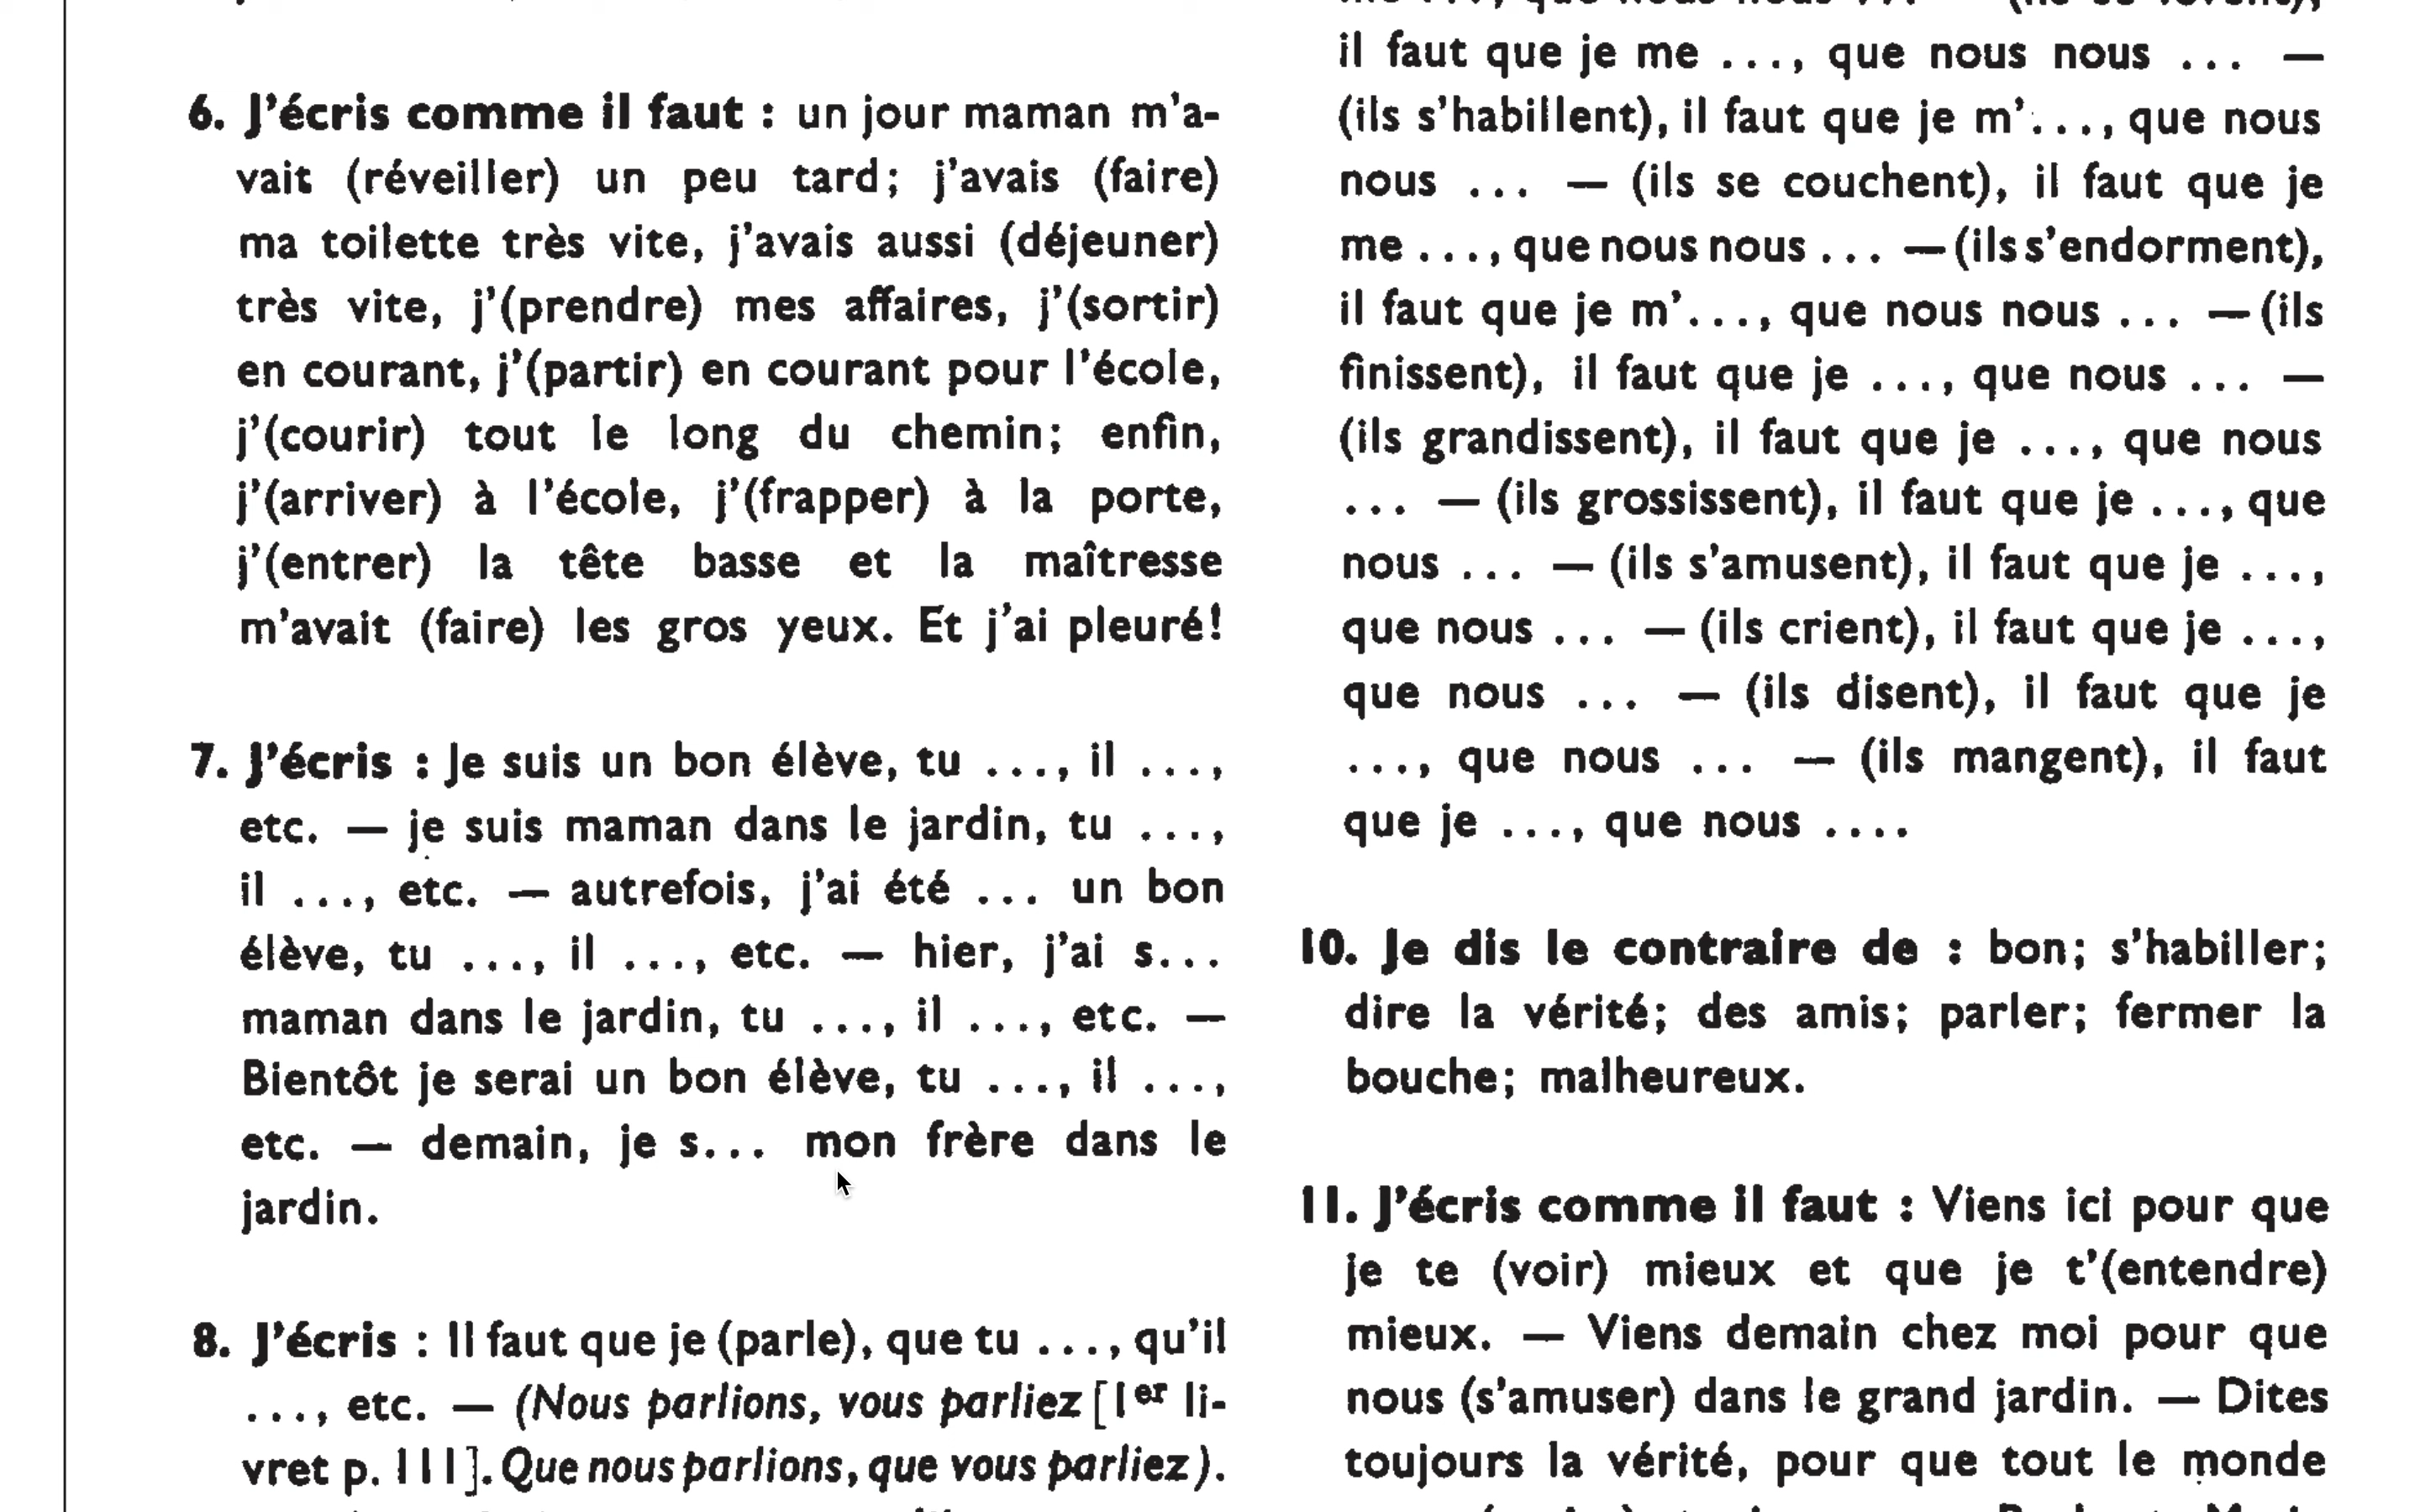 6. J'écris comme il faut : un jour maman m'a-
vait (réveiller) un peu tard; j'avais (faire)
ma toilette très vite, j'avais aussi (déjeuner)
très vite, j'(prendre) mes affaires, j'(sortir)
en courant, j'(partir) en courant pour l'école,
j'(courir) tout le long du chemin; enfin,
j'(arriver) à l'école, j'(frapper) à la porte,
j'(entrer) la tête basse et la maîtresse
m'avait (faire) les gros yeux. Et j'ai pleuré!
7. J'écris : Je suis un bon élève, tu ..., il ...,
etc. — je suis maman dans le jardin, tu ...,
il ..., etc. — autrefois, j'ai été ... un bon
élève, tu ..., il ..., etc. — hier, j'ai s...
maman dans le jardin, tu ..., il ..., etc. —
Bientôt je serai un bon élève, tu ..., il ...,
etc. — demain, je s... mon frère dans le
jardin.
8. J'écris : Il faut que je (parle), que tu ..., qu'il
..., etc. — (Nous parlions, vous parliez [1er li-
vret p. 111]. Que nous parlions, que vous parliez).
il faut que je me ..., que nous nous ... —
(ils s'habillent), il faut que je m'..., que nous
nous ... — (ils se couchent), il faut que je
me ..., que nous nous ... — (ils s'endorment),
il faut que je m'..., que nous nous ... — (ils
finissent), il faut que je ..., que nous ... —
(ils grandissent), il faut que je ..., que nous
... — (ils grossissent), il faut que je ..., que
nous ... — (ils s'amusent), il faut que je ...,
que nous ... — (ils crient), il faut que je ...,
que nous ... — (ils disent), il faut que je
..., que nous ... — (ils mangent), il faut
que je ..., que nous ....
10. Je dis le contraire de : bon; s'habiller;
dire la vérité; des amis; parler; fermer la
bouche; malheureux.
11. J'écris comme il faut : Viens ici pour que
je te (voir) mieux et que je t'(entendre)
mieux. — Viens demain chez moi pour que
nous (s'amuser) dans le grand jardin. — Dites
toujours la vérité, pour que tout le monde